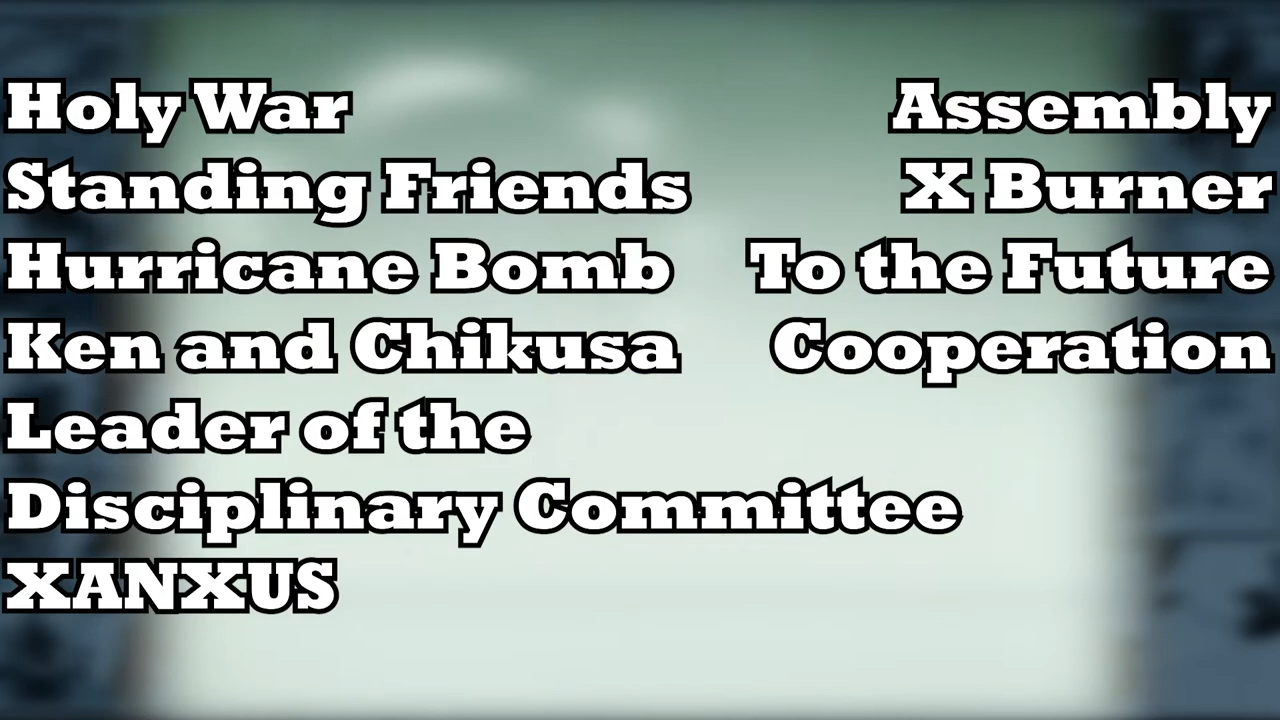 Holy War
Standing Friends
Hurricane Bomb
Ken and Chikusa
Leader of the
Disciplinary Committee
XANXUS
Assembly
X Burner
To the Future
Cooperation